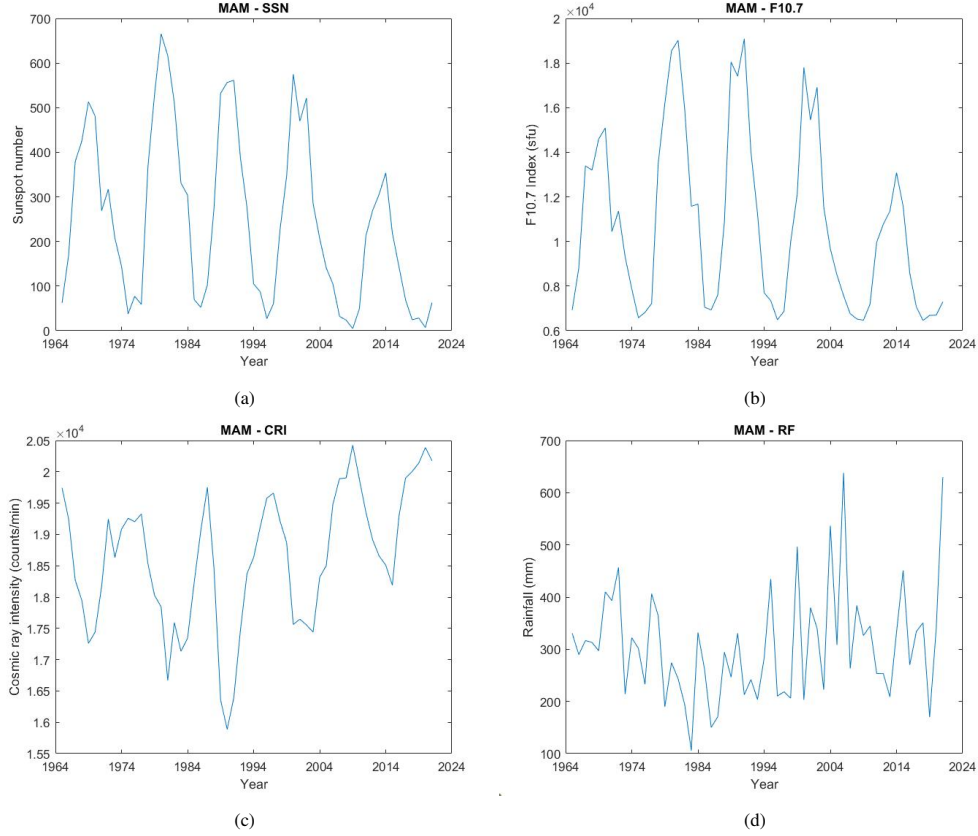 MAM - SSN
700
600
500
400
300
200
100
0
Sunspot number
1964 1974 1984 1994 2004 2014 2024
Year
(a)
MAM - F10.7
×10⁴
2
1.8
1.6
1.4
1.2
1
0.8
0.6
F10.7 Index (sfu)
1964 1974 1984 1994 2004 2014 2024
Year
(b)
MAM - CRI
×10⁴
2.05
2
1.95
1.9
1.85
1.8
1.75
1.7
1.65
1.6
1.55
Cosmic ray intensity (counts/min)
1964 1974 1984 1994 2004 2014 2024
Year
(c)
MAM - RF
700
600
500
400
300
200
100
Rainfall (mm)
1964 1974 1984 1994 2004 2014 2024
Year
(d)